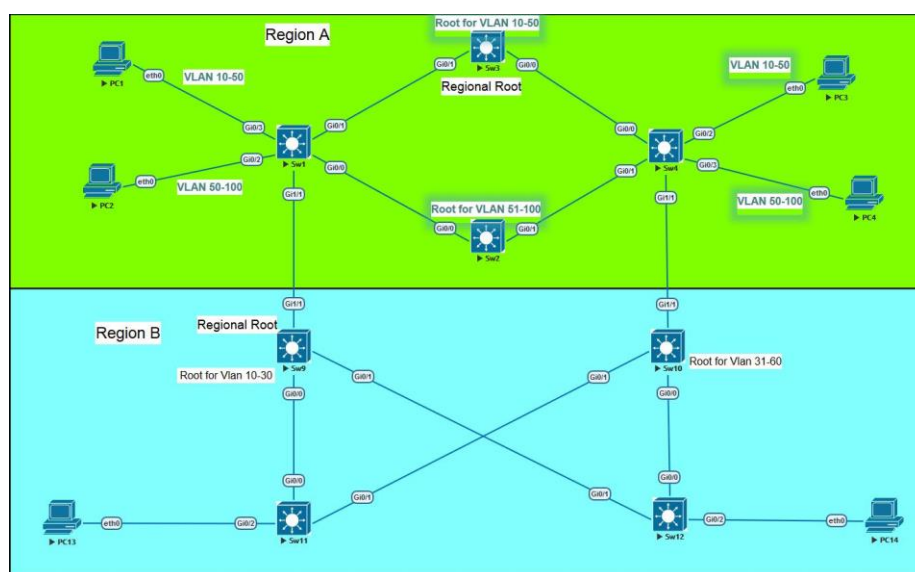 Root for VLAN 10-50
Region A
Gi0/1
Sw3
Gi0/0
Regional Root
PC1
eth0
VLAN 10-50
VLAN 10-50
eth0
PC3
Gi0/3
Gi0/1
Gi0/0
Gi0/2
Gi0/2
Sw1
Gi0/0
Sw4
Gi0/1
Gi0/3
PC2
eth0
VLAN 50-100
VLAN 50-100
eth0
PC4
Gi1/1
Root for VLAN 51-100
Gi1/1
Gi0/0
Gi0/1
Sw2
Gi1/1
Gi1/1
Region B
Regional Root
Sw9
Gi0/1
Root for Vlan 10-30
Gi0/0
Sw10
Root for Vlan 31-60
Gi0/1
Gi0/0
Gi0/0
Gi0/1
Gi0/0
Gi0/1
PC13
eth0
Gi0/2
Sw11
Sw12
Gi0/2
eth0
PC14